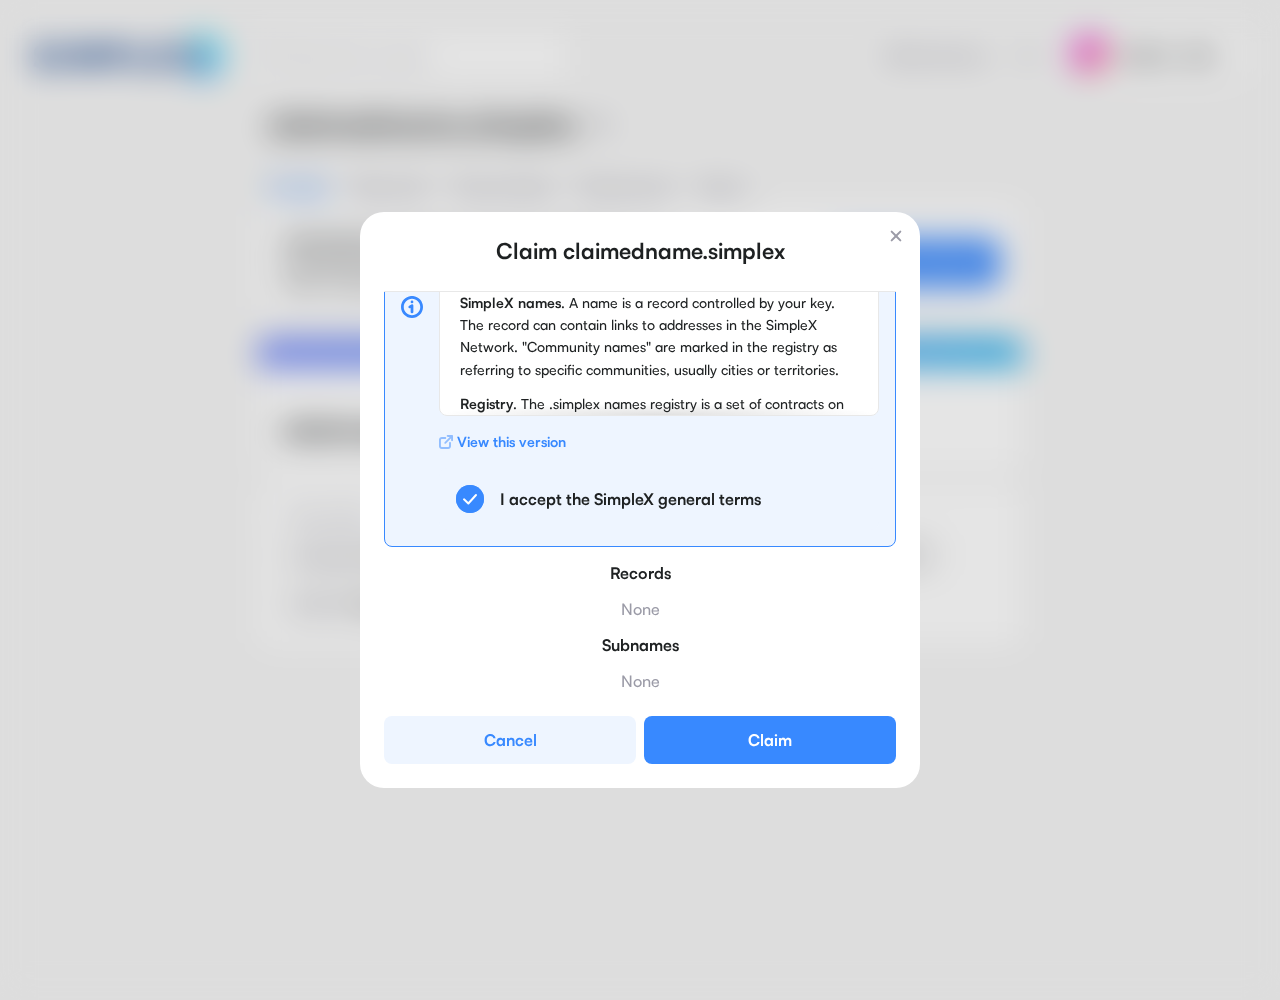 Claim claimedname.simplex
SimpleX names. A name is a record controlled by your key.
The record can contain links to addresses in the SimpleX
Network. "Community names" are marked in the registry as
referring to specific communities, usually cities or territories.
Registry. The .simplex names registry is a set of contracts on
View this version
I accept the SimpleX general terms
Records
None
Subnames
None
Cancel
Claim